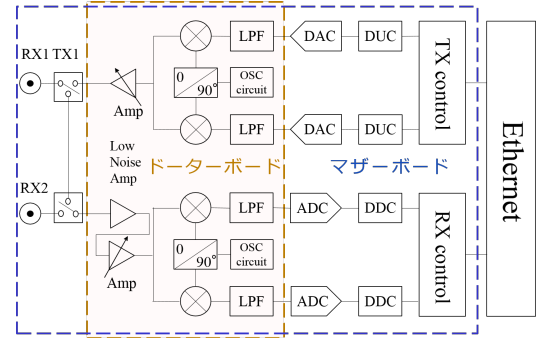 RX1 TX1
Amp
Low
Noise
Amp
RX2
Amp
0
90°
OSC
circuit
LPF
LPF
ドーターボード
0
90°
OSC
circuit
LPF
LPF
DAC
DUC
DAC
DUC
マザーボード
ADC
DDC
ADC
DDC
TX control
RX control
Ethernet